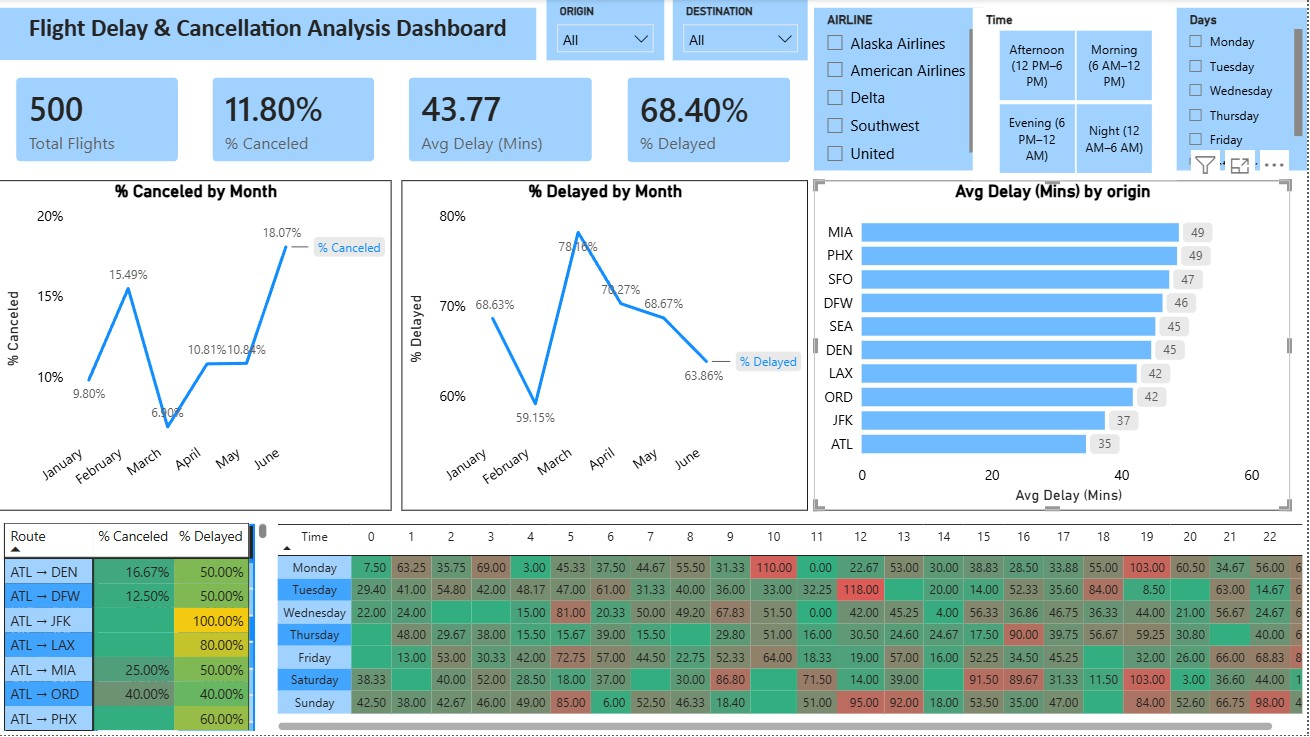 Flight Delay & Cancellation Analysis Dashboard
ORIGIN
All
DESTINATION
All
AIRLINE
Alaska Airlines
American Airlines
Delta
Southwest
United
Time
Afternoon
(12 PM–6
PM)
Morning
(6 AM–12
PM)
Evening (6
PM–12
AM)
Night (12
AM–6 AM)
Days
Monday
Tuesday
Wednesday
Thursday
Friday
500
Total Flights
11.80%
% Canceled
43.77
Avg Delay (Mins)
68.40%
% Delayed
% Canceled by Month
% Canceled
20%
15%
10%
9.80%
15.49%
6.90%
10.81%
10.84%
18.07%
% Canceled
January
February
March
April
May
June
% Delayed by Month
% Delayed
80%
70%
60%
68.63%
59.15%
78.16%
70.27%
68.67%
63.86%
% Delayed
January
February
March
April
May
June
Avg Delay (Mins) by origin
MIA 49
PHX 49
SFO 47
DFW 46
SEA 45
DEN 45
LAX 42
ORD 42
JFK 37
ATL 35
0 20 40 60
Avg Delay (Mins)
Route % Canceled % Delayed
ATL → DEN 16.67% 50.00%
ATL → DFW 12.50% 50.00%
ATL → JFK 100.00%
ATL → LAX 80.00%
ATL → MIA 25.00% 50.00%
ATL → ORD 40.00% 40.00%
ATL → PHX 60.00%
Time 0 1 2 3 4 5 6 7 8 9 10 11 12 13 14 15 16 17 18 19 20 21 22
Monday 7.50 63.25 35.75 69.00 3.00 45.33 37.50 44.67 55.50 31.33 110.00 0.00 22.67 53.00 30.00 38.83 28.50 33.88 55.00 103.00 60.50 34.67 56.00 6
Tuesday 29.40 41.00 54.80 42.00 48.17 47.00 61.00 31.33 40.00 36.00 33.00 32.25 118.00 20.00 14.00 52.33 35.60 84.00 8.50 63.00 14.67 6
Wednesday 22.00 24.00 15.00 81.00 20.33 50.00 49.20 67.83 51.50 0.00 42.00 45.25 4.00 56.33 36.86 46.75 36.33 44.00 21.00 56.67 24.67 6
Thursday 48.00 29.67 38.00 15.50 15.67 39.00 15.50 29.80 51.00 16.00 30.50 24.60 24.67 17.50 90.00 39.75 56.67 59.25 30.80 40.00 6
Friday 13.00 53.00 30.33 42.00 72.75 57.00 44.50 22.75 52.33 64.00 18.33 19.00 57.00 16.00 52.25 34.50 45.25 32.00 26.00 66.00 68.83 8
Saturday 38.33 40.00 52.00 28.50 18.00 37.00 30.00 86.80 71.50 14.00 39.00 91.50 89.67 31.33 11.50 103.00 3.00 36.60 44.00 1
Sunday 42.50 38.00 42.67 46.00 49.00 85.00 6.00 52.50 46.33 18.40 51.00 95.00 92.00 18.00 53.50 35.00 47.00 84.00 52.60 66.75 98.00 4